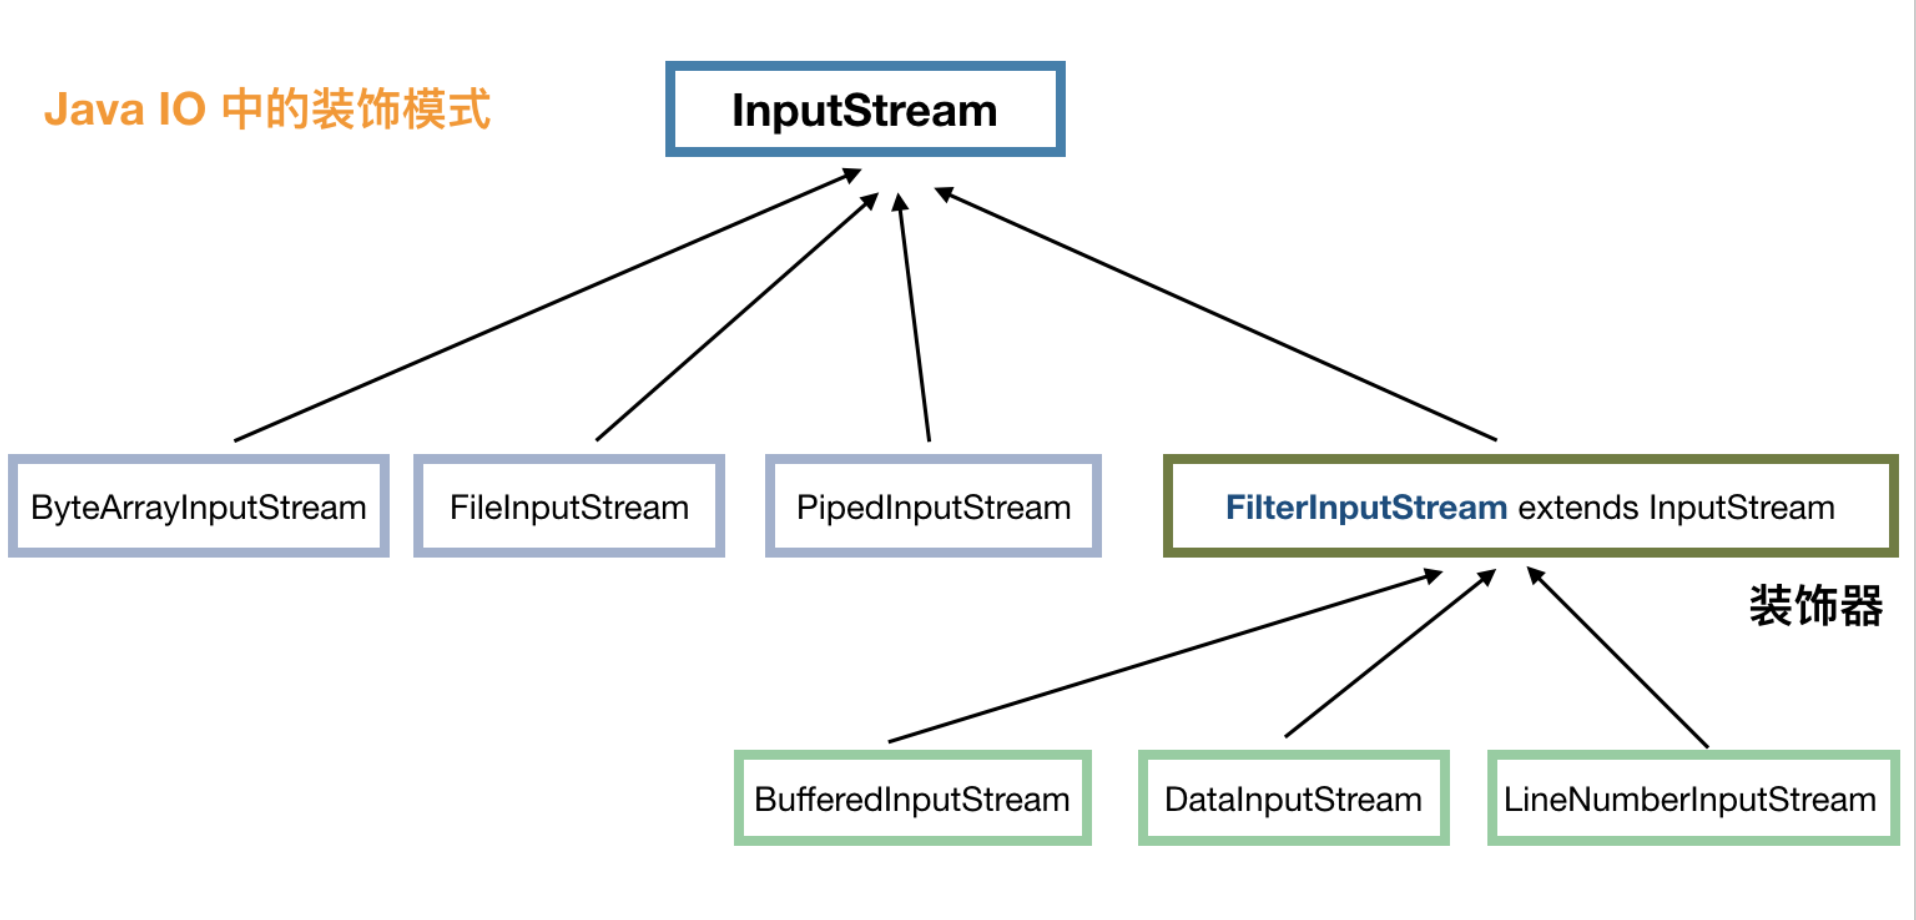 Java IO 中的装饰模式
InputStream
ByteArrayInputStream
FileInputStream
PipedInputStream
FilterInputStream extends InputStream
装饰器
BufferedInputStream
DataInputStream
LineNumberInputStream